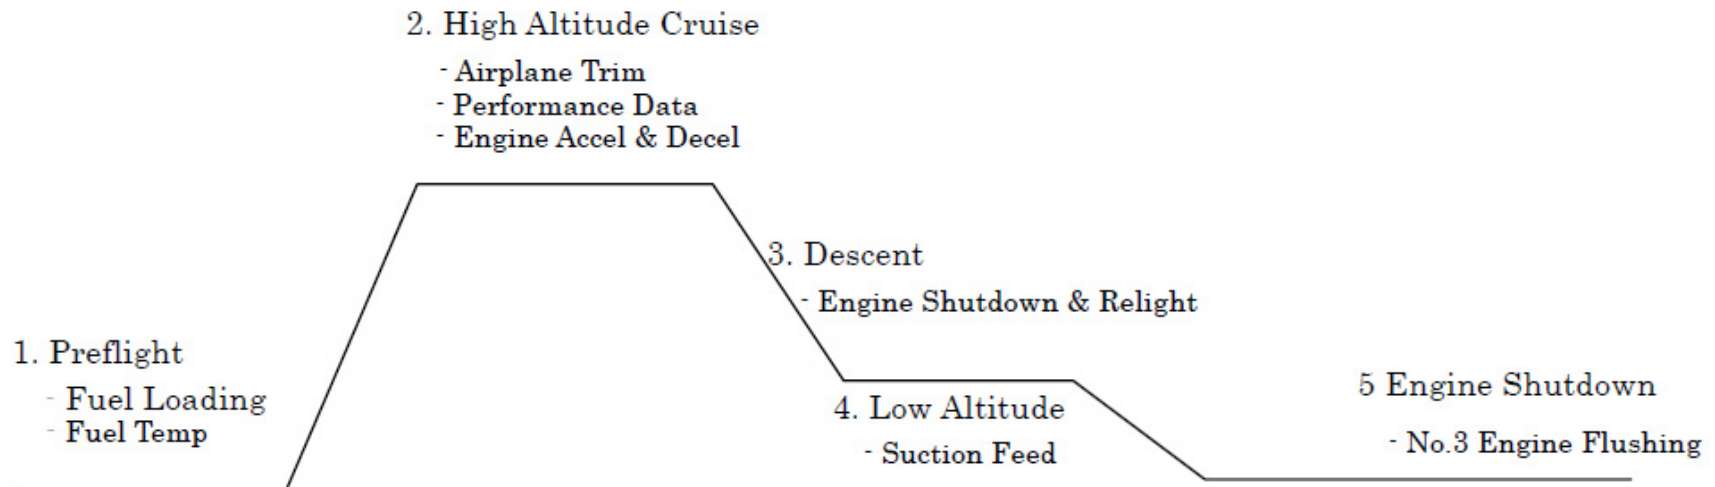 2. High Altitude Cruise
- Airplane Trim
- Performance Data
- Engine Accel & Decel
3. Descent
- Engine Shutdown & Relight
1. Preflight
- Fuel Loading
- Fuel Temp
4. Low Altitude
- Suction Feed
5 Engine Shutdown
- No.3 Engine Flushing